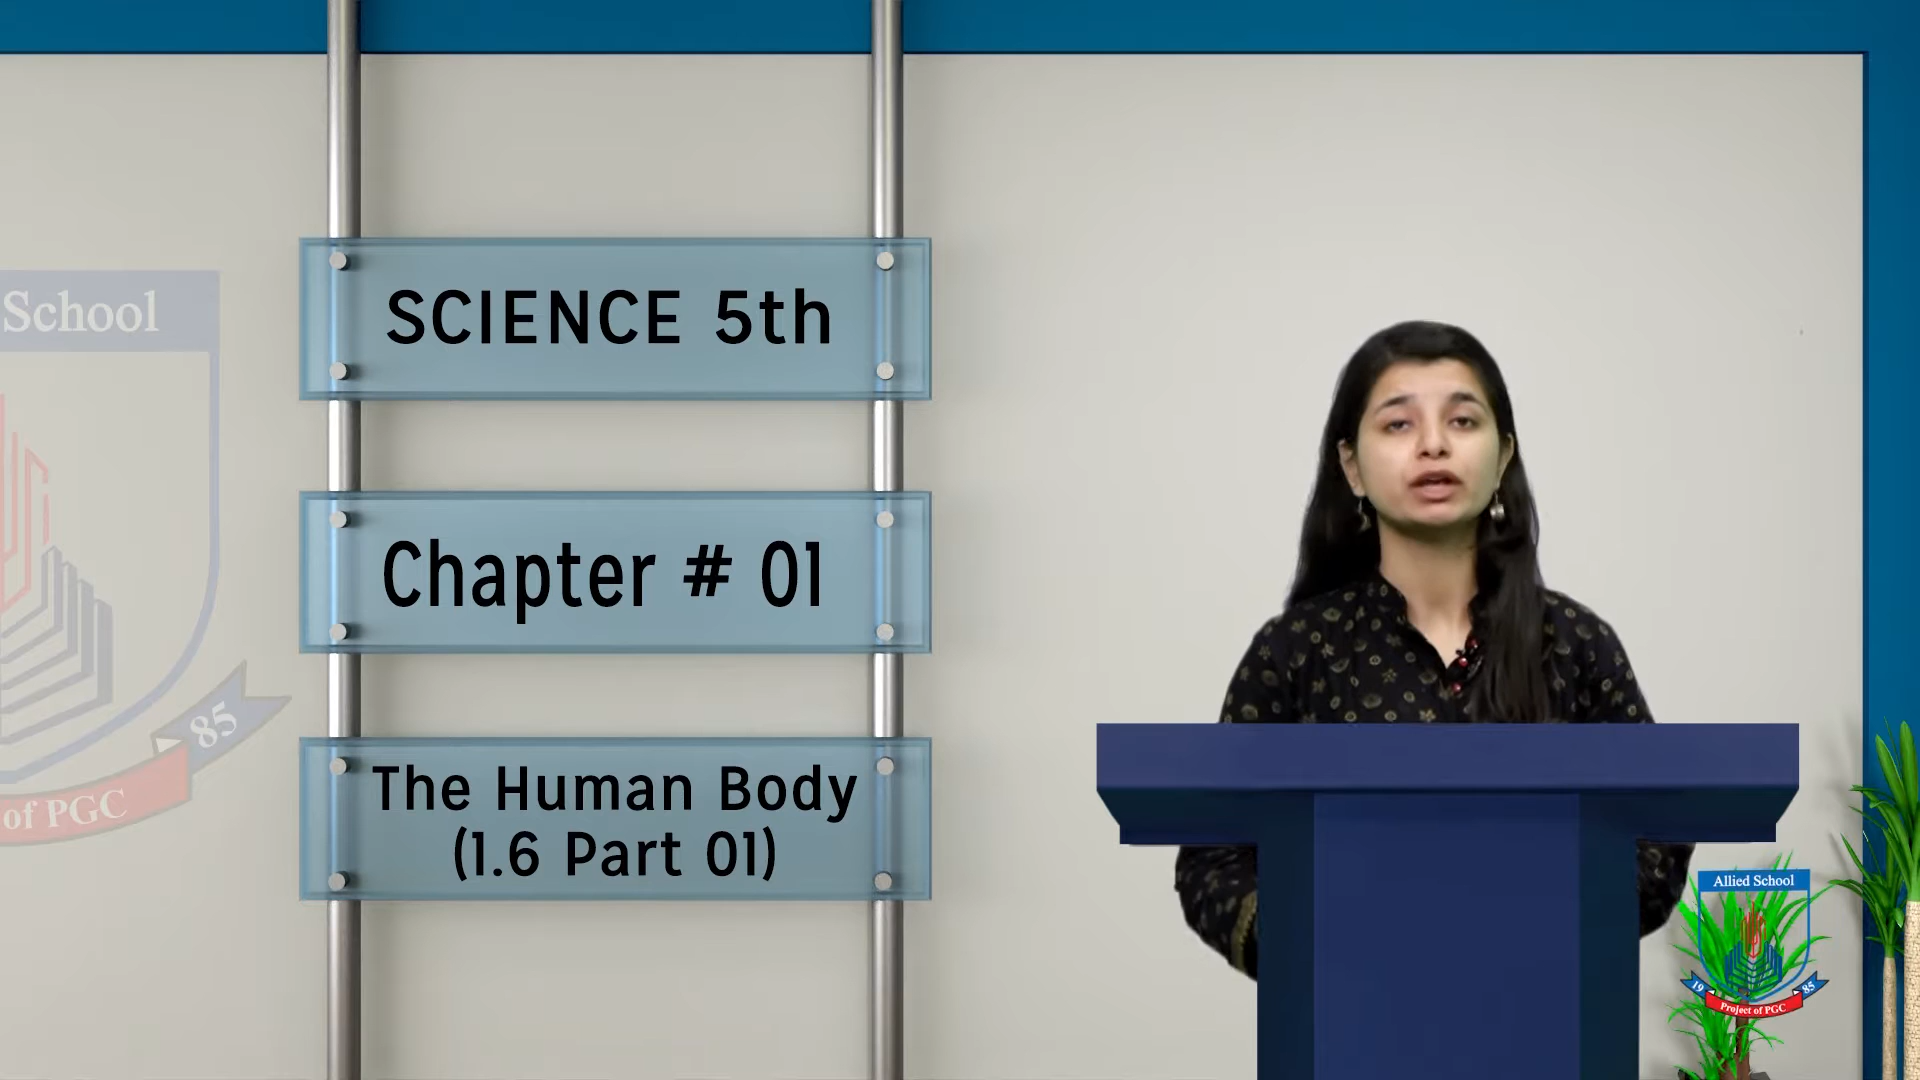 SCIENCE 5th
Chapter # 01
The Human Body
(1.6 Part 01)
School
85
of PGC
Allied School
19
85
Project of PGC